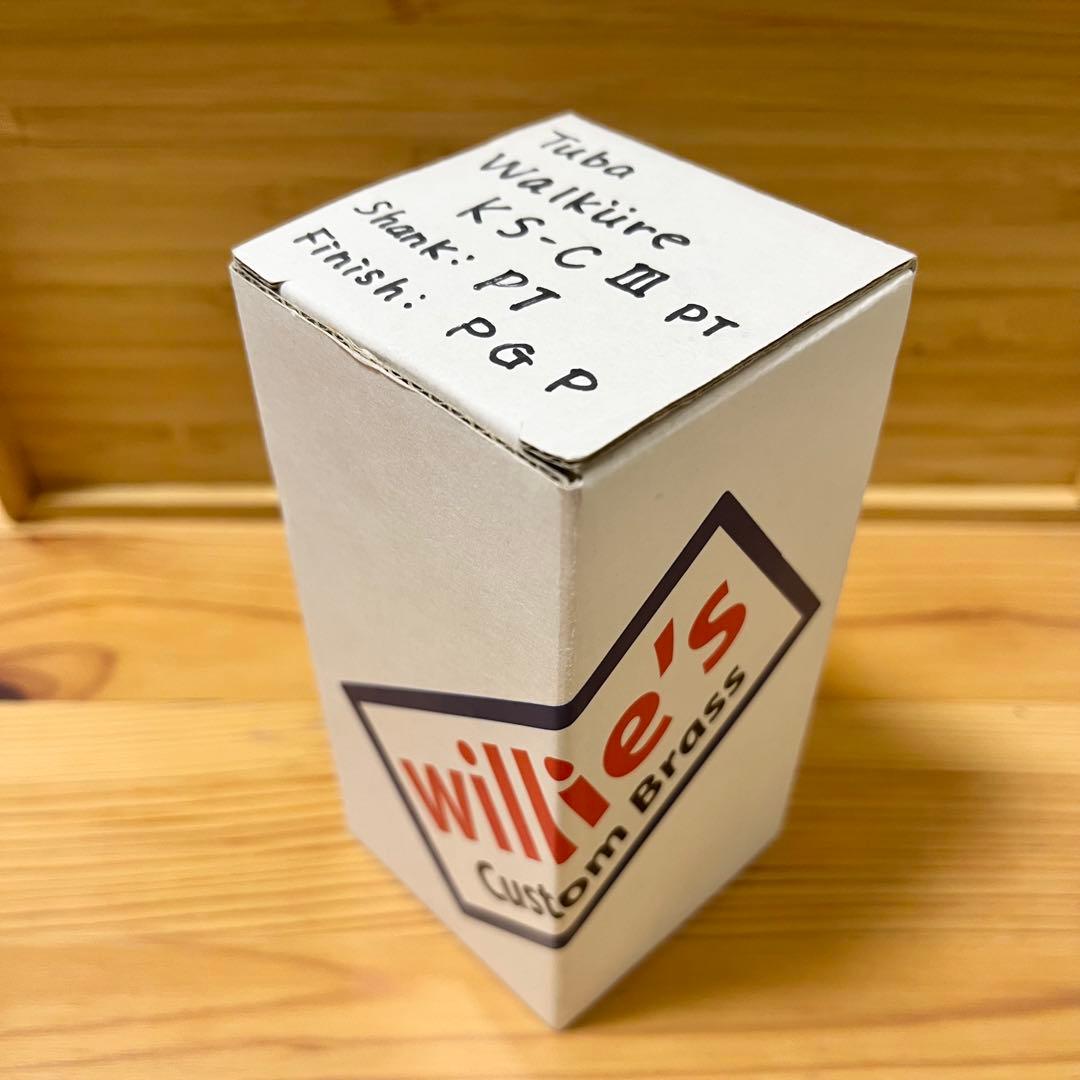 Tuba
Walküre
KS-C Ⅲ PT
Shank: PT
Finish: PGP
willie's
Custom Brass